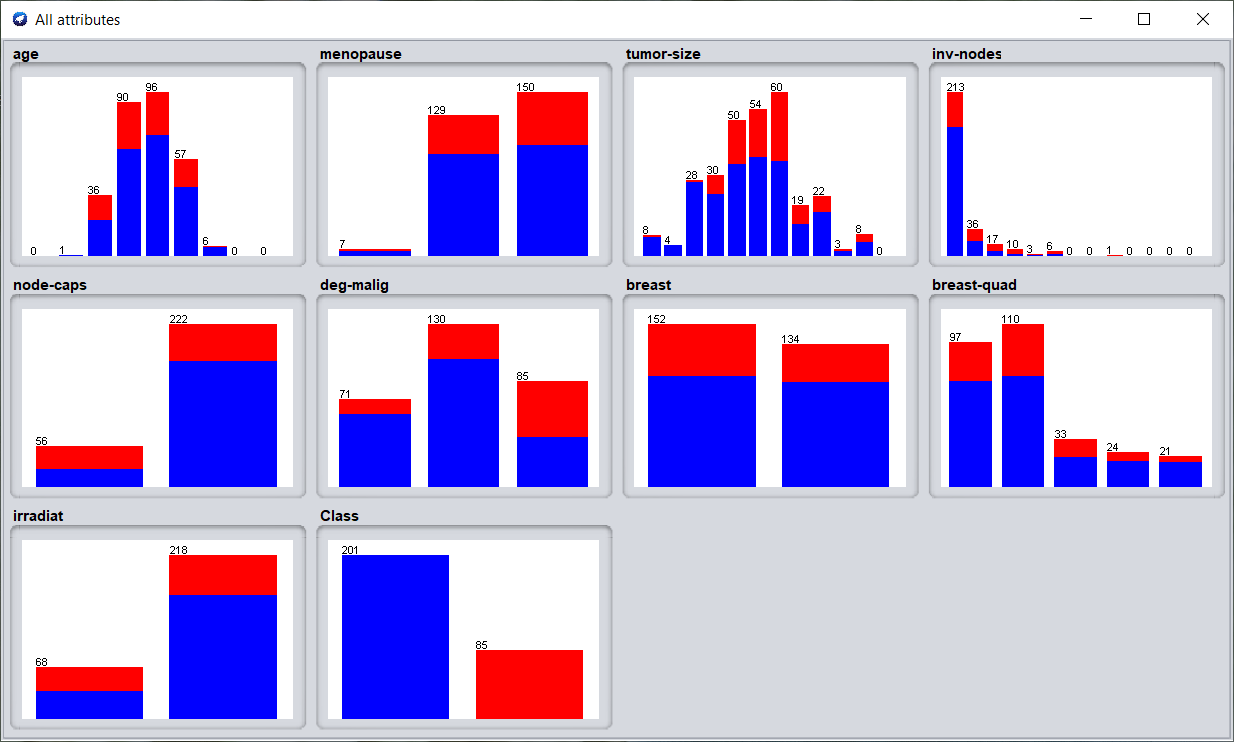 All attributes
age
menopause
tumor-size
inv-nodes
0 1 36 90 96 57 6 0 0
7 129 150
8 4 28 30 50 54 60 19 22 3 8 0
213 36 17 10 3 6 0 0 1 0 0 0 0
node-caps
deg-malig
breast
breast-quad
56 222
71 130 85
152 134
97 110 33 24 21
irradiat
Class
68 218
201 85